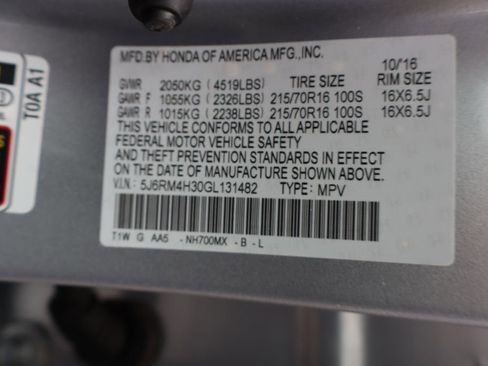 MFD.BY HONDA OF AMERICA MFG.,INC. 10/16
GVWR 2050KG (4519LBS) TIRE SIZE RIM SIZE
GAWR F 1055KG (2326LBS) 215/70R16 100S 16X6.5J
GAWR R 1015KG (2238LBS) 215/70R16 100S 16X6.5J
THIS VEHICLE CONFORMS TO ALL APPLICABLE
FEDERAL MOTOR VEHICLE SAFETY
AND THEFT PREVENTION STANDARDS IN EFFECT
ON THE DATE OF MANUFACTURE SHOWN ABOVE.
V.I.N: 5J6RM4H30GL131482 TYPE: MPV
T1W G AA5 -NH700MX -B-L
T0A A1